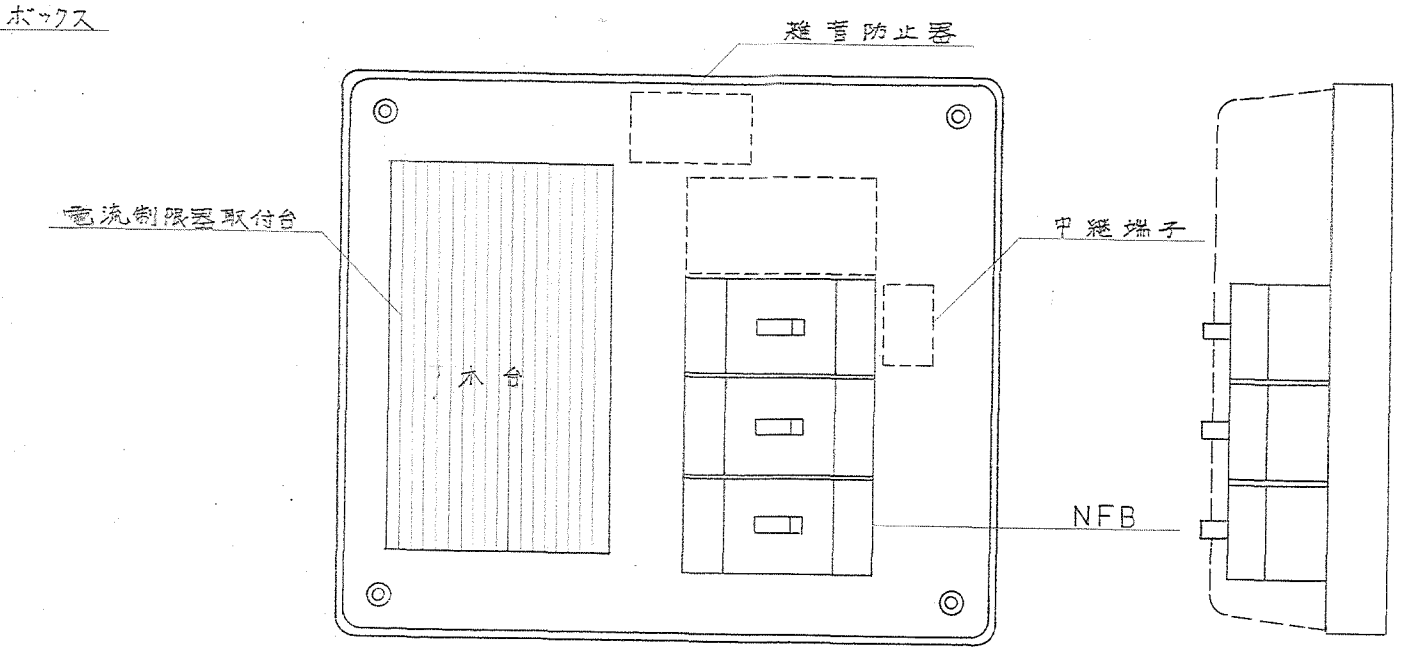 ボックス
雑音防止器
電流制限器取付台
中継端子
木台
NFB